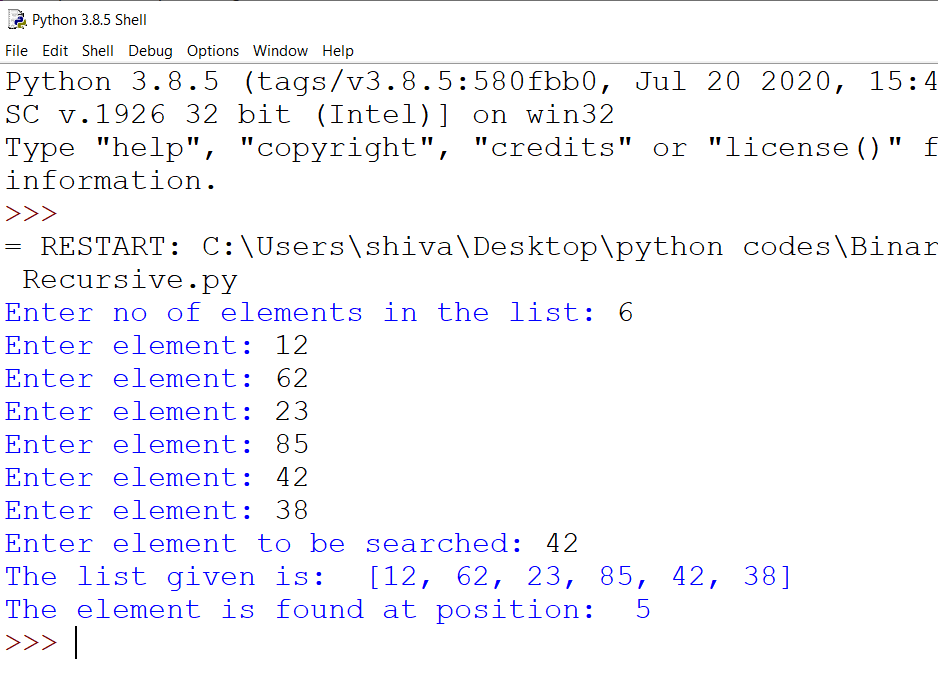 Python 3.8.5 Shell
File Edit Shell Debug Options Window Help
Python 3.8.5 (tags/v3.8.5:580fbb0, Jul 20 2020, 15:4
SC v.1926 32 bit (Intel)] on win32
Type "help", "copyright", "credits" or "license()" f
information.
>>>
= RESTART: C:\Users\shiva\Desktop\python codes\Binar
Recursive.py
Enter no of elements in the list: 6
Enter element: 12
Enter element: 62
Enter element: 23
Enter element: 85
Enter element: 42
Enter element: 38
Enter element to be searched: 42
The list given is:  [12, 62, 23, 85, 42, 38]
The element is found at position:  5
>>>